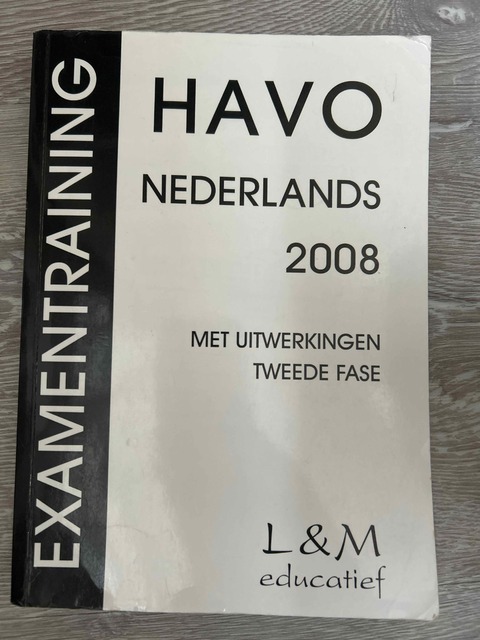 EXAMENTRAINING
HAVO
NEDERLANDS
2008
MET UITWERKINGEN
TWEEDE FASE
L&M
educatief